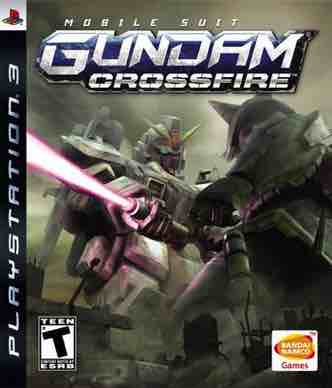 PLAYSTATION 3
MOBILE SUIT
GUNDAM
CROSSFIRE
TEEN
T
ESRB
BANDAI
NAMCO
Games